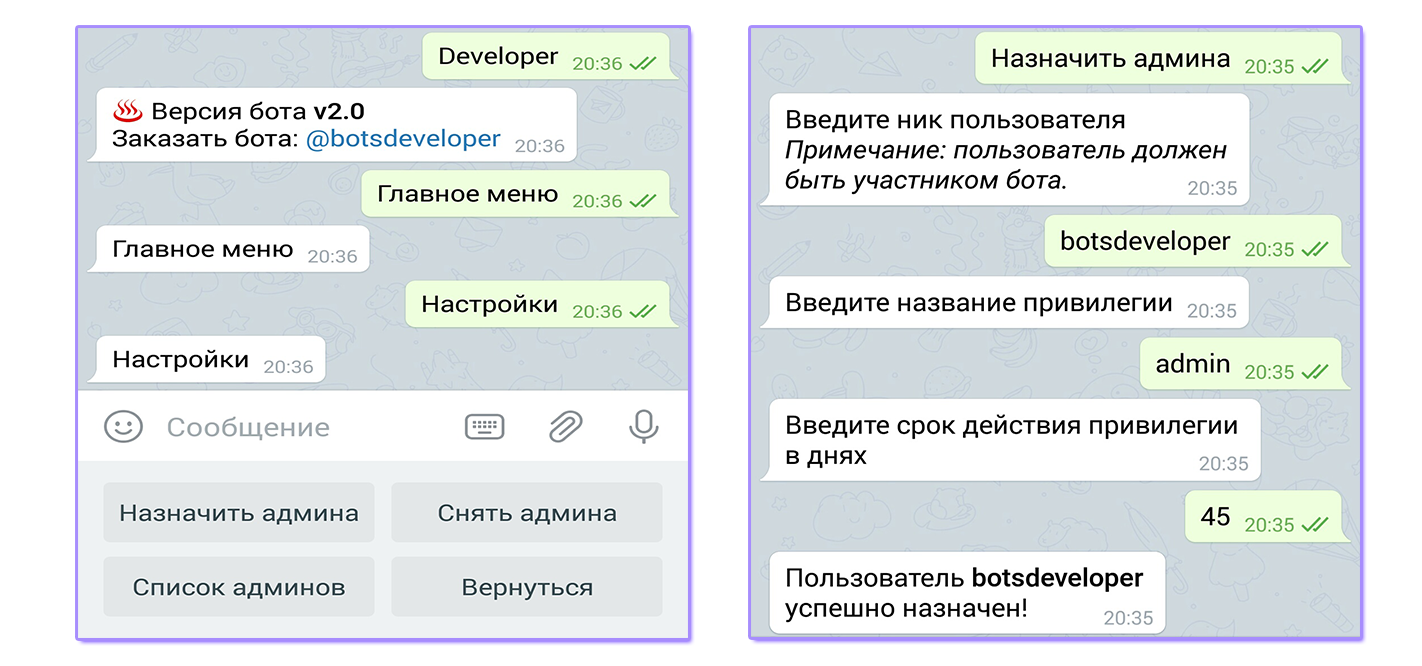 Developer 20:36
♨ Версия бота v2.0
Заказать бота: @botsdeveloper 20:36
Главное меню 20:36
Главное меню 20:36
Настройки 20:36
Настройки 20:36
Сообщение
Назначить админа
Снять админа
Список админов
Вернуться
Назначить админа 20:35
Введите ник пользователя
Примечание: пользователь должен
быть участником бота. 20:35
botsdeveloper 20:35
Введите название привилегии 20:35
admin 20:35
Введите срок действия привилегии
в днях 20:35
45 20:35
Пользователь botsdeveloper
успешно назначен! 20:35